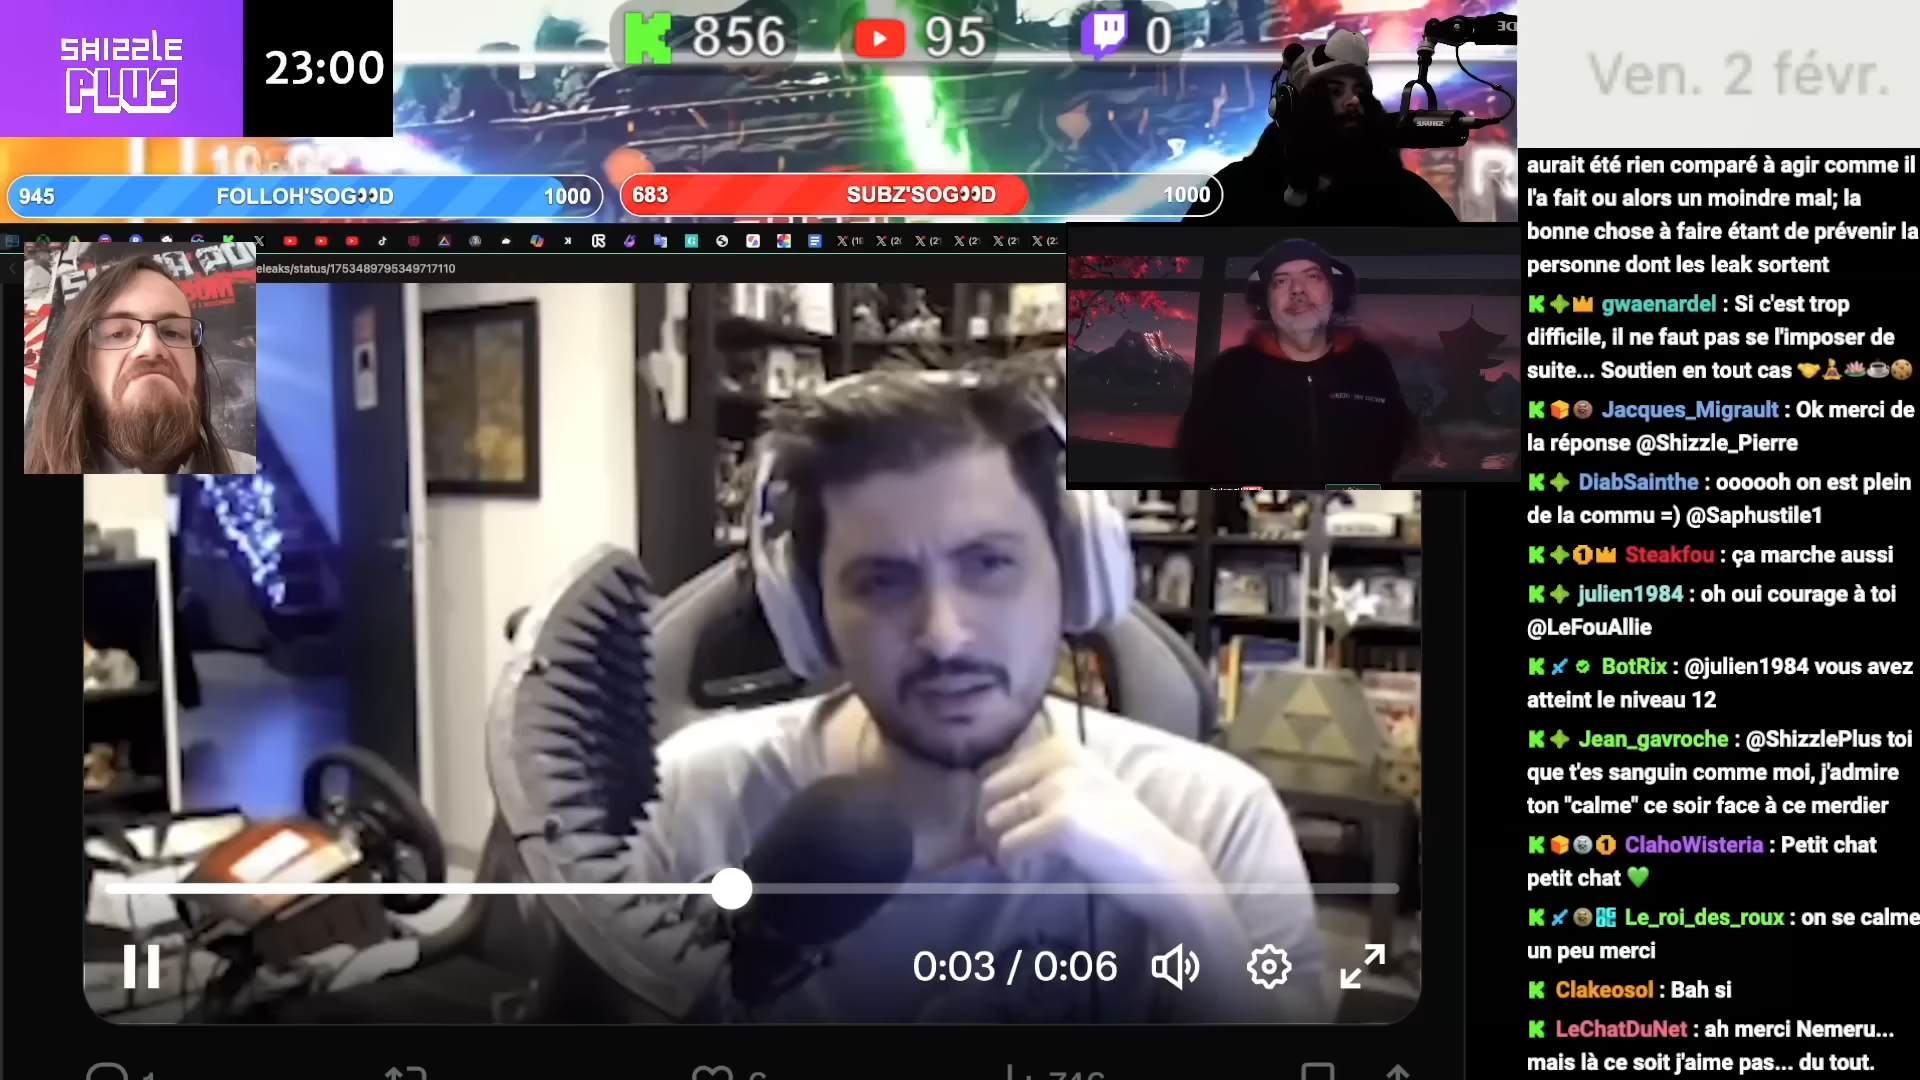 SHIZZLE
PLUS
23:00
856
95
0
Ven. 2 févr.
945 FOLLOH'SOG👀D 1000
683 SUBZ'SOG👀D 1000
eleaks/status/1753489795349717110
SHURE
0:03 / 0:06
aurait été rien comparé à agir comme il
l'a fait ou alors un moindre mal; la
bonne chose à faire étant de prévenir la
personne dont les leak sortent
gwaenardel : Si c'est trop
difficile, il ne faut pas se l'imposer de
suite... Soutien en tout cas 🤝🧘🪷☕🍪
Jacques_Migrault : Ok merci de
la réponse @Shizzle_Pierre
DiabSainthe : oooooh on est plein
de la commu =) @Saphustile1
Steakfou : ça marche aussi
julien1984 : oh oui courage à toi
@LeFouAllie
BotRix : @julien1984 vous avez
atteint le niveau 12
Jean_gavroche : @ShizzlePlus toi
que t'es sanguin comme moi, j'admire
ton "calme" ce soir face à ce merdier
ClahoWisteria : Petit chat
petit chat 💚
Le_roi_des_roux : on se calme
un peu merci
Clakeosol : Bah si
LeChatDuNet : ah merci Nemeru...
mais là ce soit j'aime pas... du tout.